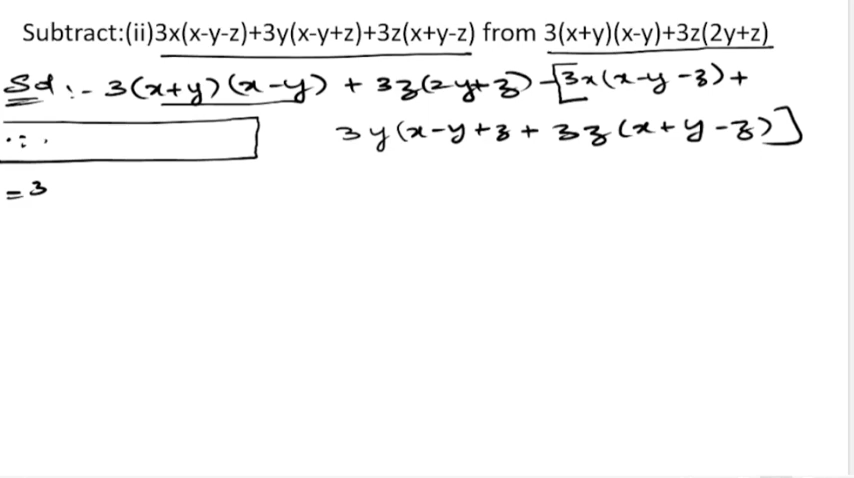 Subtract:(ii)3x(x-y-z)+3y(x-y+z)+3z(x+y-z) from 3(x+y)(x-y)+3z(2y+z)
Sol :- 3(x+y)(x-y) + 3z(2y+z) - [3x(x-y-z)+
3y(x-y+z + 3z(x+y-z)]
∴
= 3